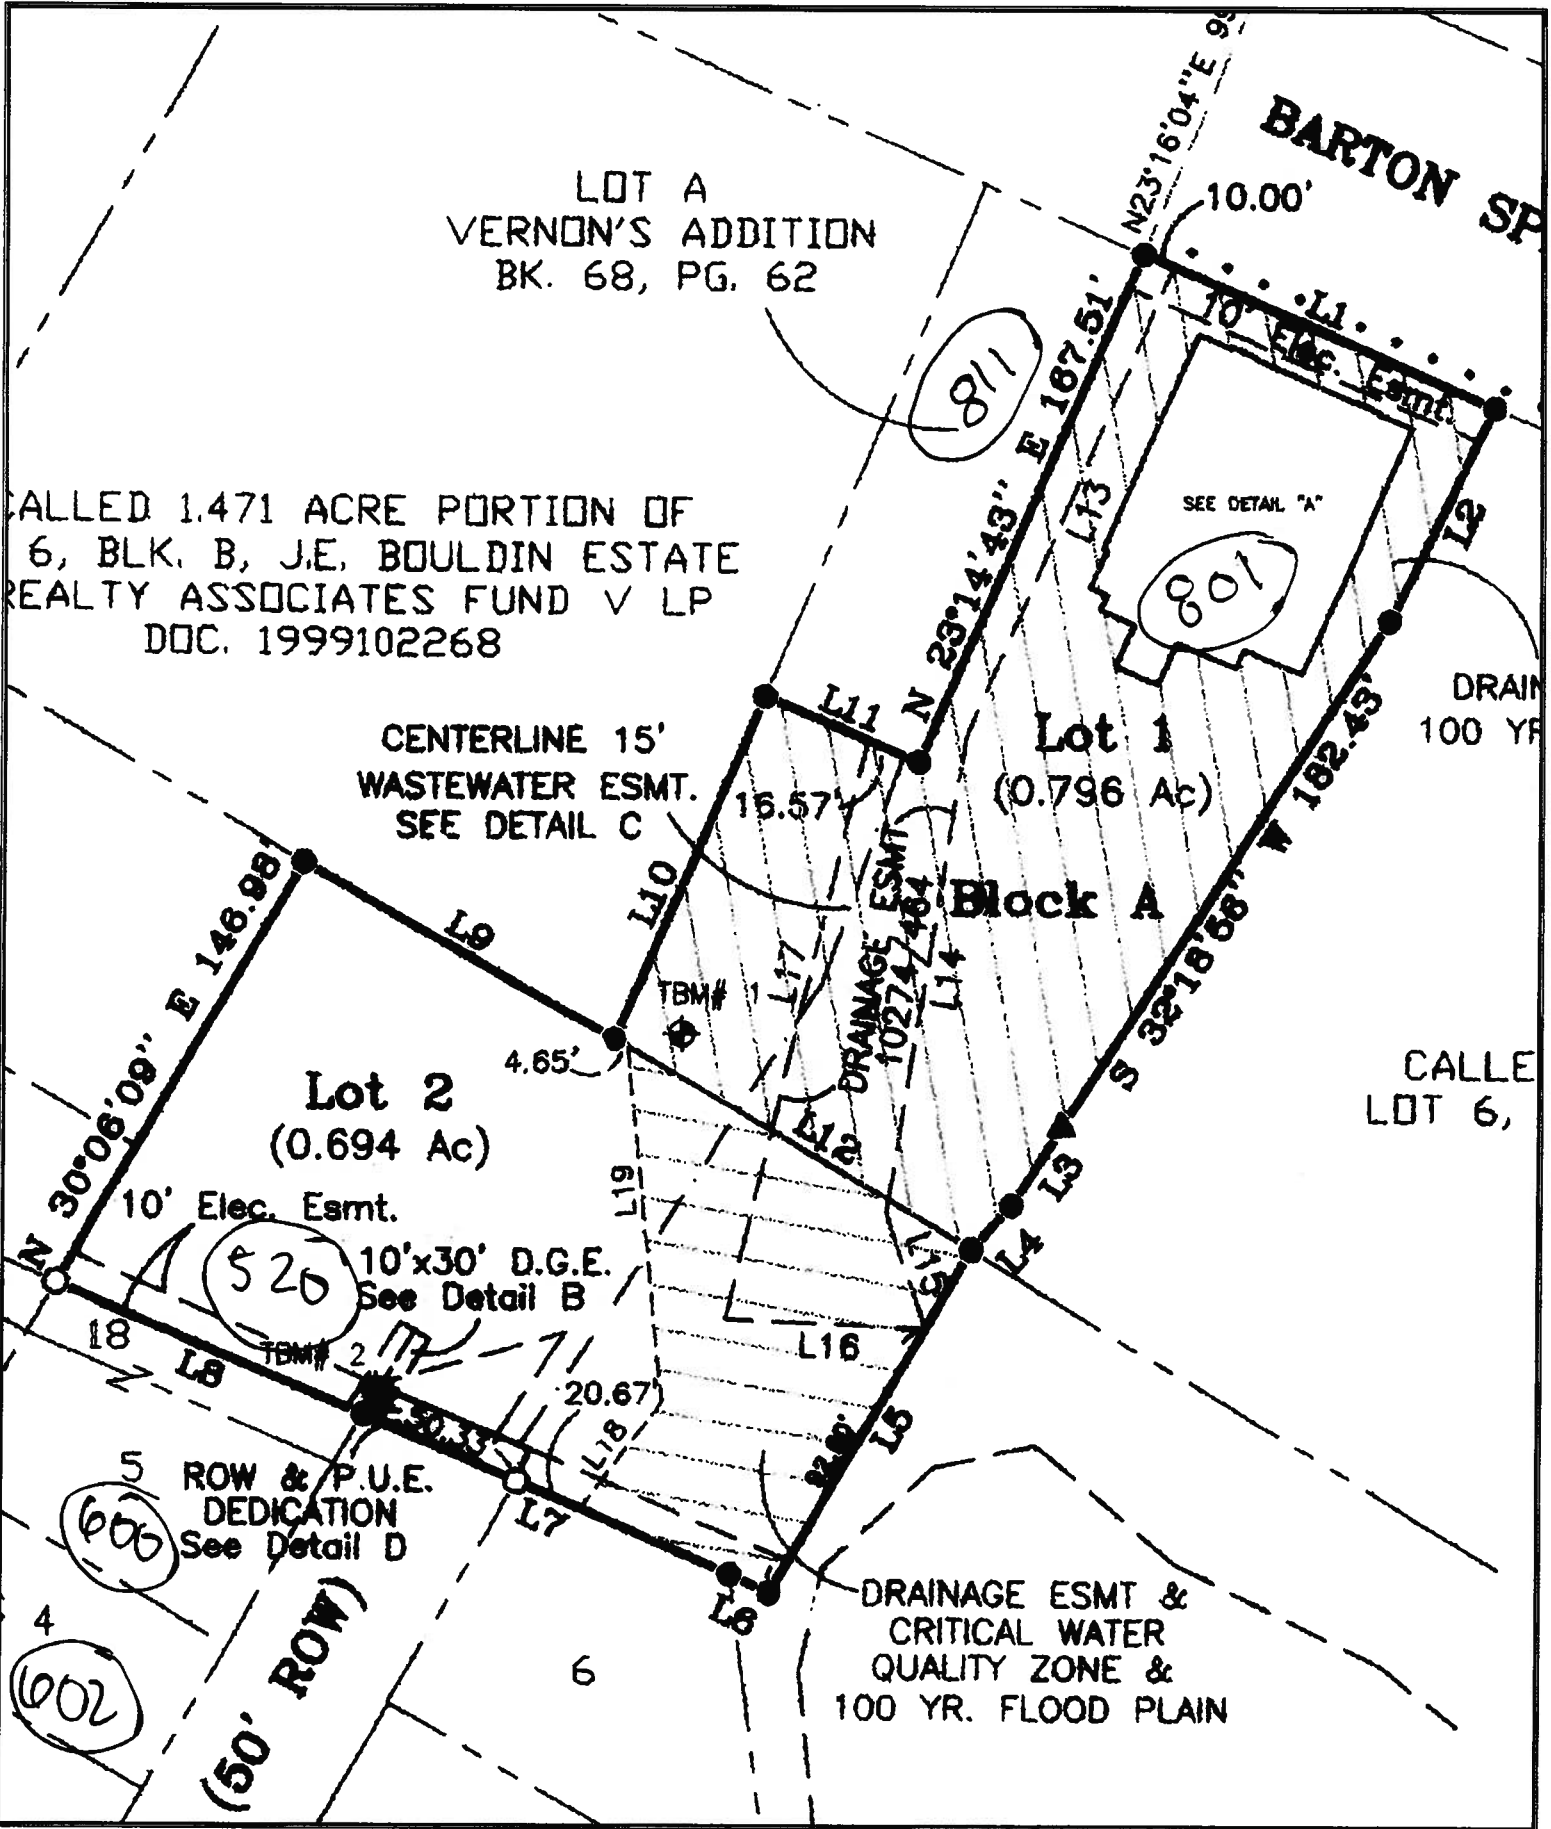 N23°16'04"E 99
BARTON SP
10.00'
LOT A
VERNON'S ADDITION
BK. 68, PG. 62
L1
10' Elec. Esmt.
811
N 23°14'43" E 187.51'
L13
SEE DETAIL "A"
801
L2
CALLED 1.471 ACRE PORTION OF
6, BLK. B, J.E. BOULDIN ESTATE
REALTY ASSOCIATES FUND V LP
DOC. 1999102268
DRAIN
100 YR
L11
CENTERLINE 15'
WASTEWATER ESMT.
SEE DETAIL C
16.57'
Lot 1
(0.796 Ac)
Block A
S 32°18'56" W 182.43'
DRAINAGE ESMT
10274/464
L10
L9
L17
L14
TBM# 1
4.65'
N 30°06'09" E 146.98'
Lot 2
(0.694 Ac)
L12
L3
L4
CALLE
LOT 6,
L19
10' Elec. Esmt.
520
10'x30' D.G.E.
See Detail B
L15
L16
18
L8
TBM# 2
50.33'
20.67'
L18
L5
92.90'
L7
L6
5
600
ROW & P.U.E.
DEDICATION
See Detail D
4
602
(50' ROW)
6
DRAINAGE ESMT &
CRITICAL WATER
QUALITY ZONE &
100 YR. FLOOD PLAIN